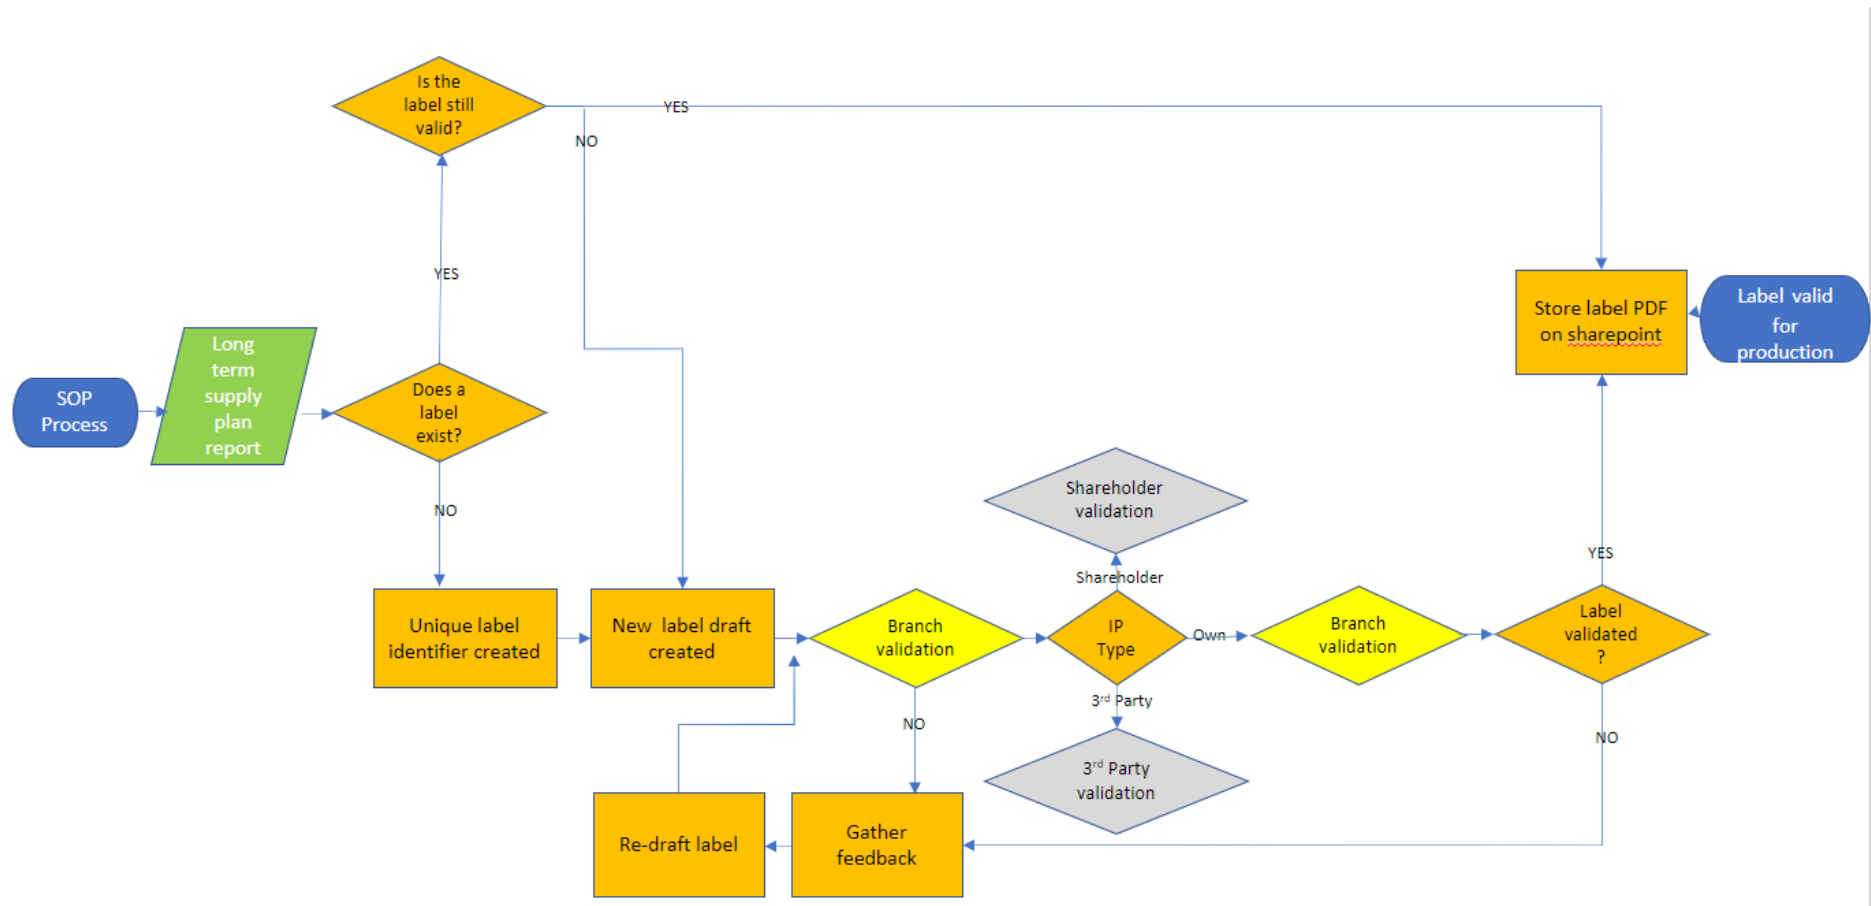 Is the
label still
valid?
YES
NO
YES
Store label PDF
on sharepoint
Label valid
for
production
Long
term
supply
plan
report
SOP
Process
Does a
label
exist?
NO
Shareholder
validation
Shareholder
YES
Unique label
identifier created
New label draft
created
Branch
validation
IP
Type
Own
Branch
validation
Label
validated
?
3rd Party
NO
NO
3rd Party
validation
Re-draft label
Gather
feedback